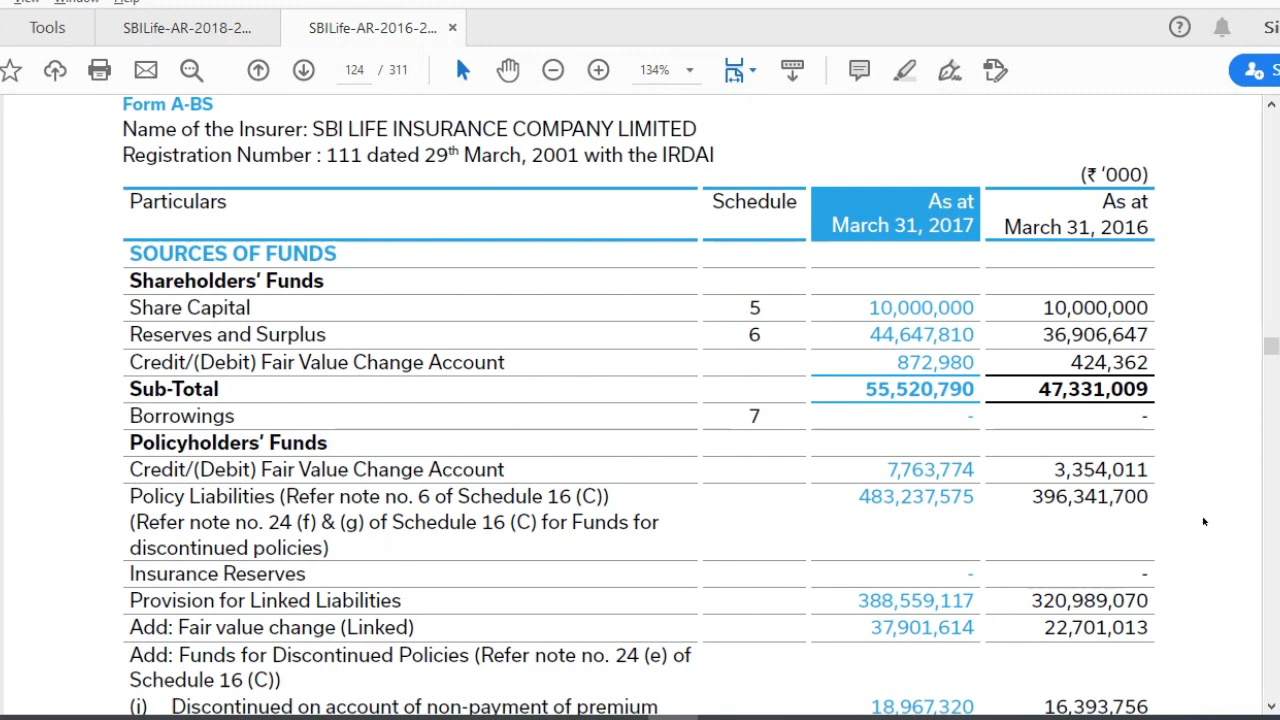 View Window Help
Tools SBILife-AR-2018-2... SBILife-AR-2016-2... ×
Si
124 / 311 134%
S
Form A-BS
Name of the Insurer: SBI LIFE INSURANCE COMPANY LIMITED
Registration Number : 111 dated 29th March, 2001 with the IRDAI
(₹ ‘000)
Particulars Schedule As at March 31, 2017 As at March 31, 2016
SOURCES OF FUNDS
Shareholders’ Funds
Share Capital 5 10,000,000 10,000,000
Reserves and Surplus 6 44,647,810 36,906,647
Credit/(Debit) Fair Value Change Account 872,980 424,362
Sub-Total 55,520,790 47,331,009
Borrowings 7 - -
Policyholders’ Funds
Credit/(Debit) Fair Value Change Account 7,763,774 3,354,011
Policy Liabilities (Refer note no. 6 of Schedule 16 (C)) 483,237,575 396,341,700
(Refer note no. 24 (f) & (g) of Schedule 16 (C) for Funds for
discontinued policies)
Insurance Reserves - -
Provision for Linked Liabilities 388,559,117 320,989,070
Add: Fair value change (Linked) 37,901,614 22,701,013
Add: Funds for Discontinued Policies (Refer note no. 24 (e) of
Schedule 16 (C))
(i) Discontinued on account of non-payment of premium 18,967,320 16,393,756